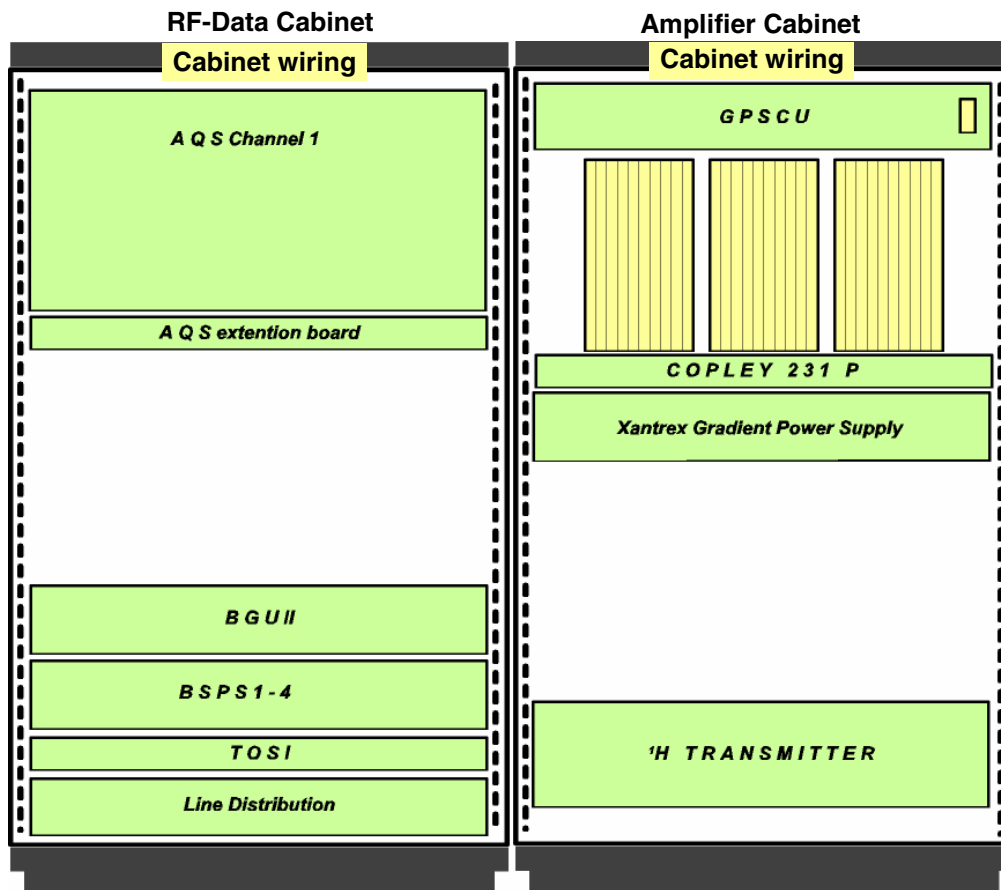 RF-Data Cabinet
Cabinet wiring
A Q S Channel 1
A Q S extention board
B G U II
B S P S 1 - 4
T O S I
Line Distribution
Amplifier Cabinet
Cabinet wiring
G P S C U
C O P L E Y 2 3 1 P
Xantrex Gradient Power Supply
¹H T R A N S M I T T E R